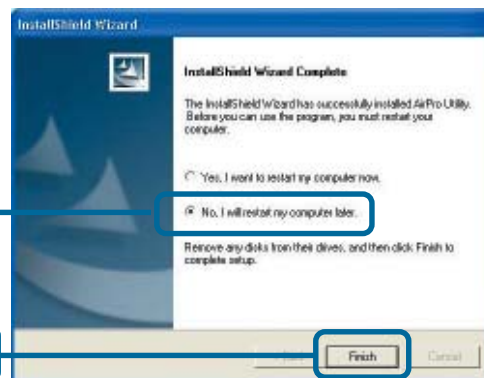 InstallShield Wizard
InstallShield Wizard Complete
The InstallShield Wizard has successfully installed AirPro Utility.
Before you can use the program, you must restart your
computer.
Yes, I want to restart my computer now.
No, I will restart my computer later.
Remove any disks from their drives, and then click Finish to
complete setup.
Finish
Cancel